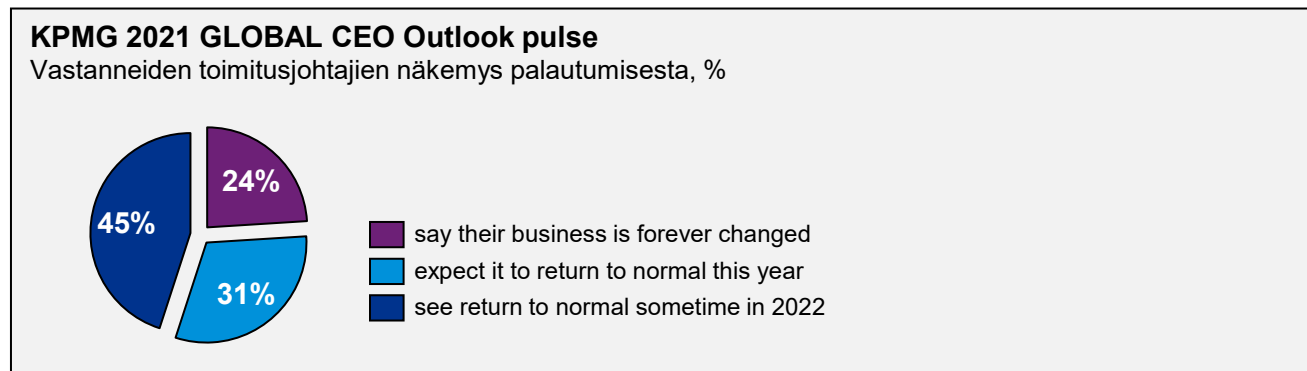 KPMG 2021 GLOBAL CEO Outlook pulse
Vastanneiden toimitusjohtajien näkemys palautumisesta, %
24%
45%
31%
say their business is forever changed
expect it to return to normal this year
see return to normal sometime in 2022